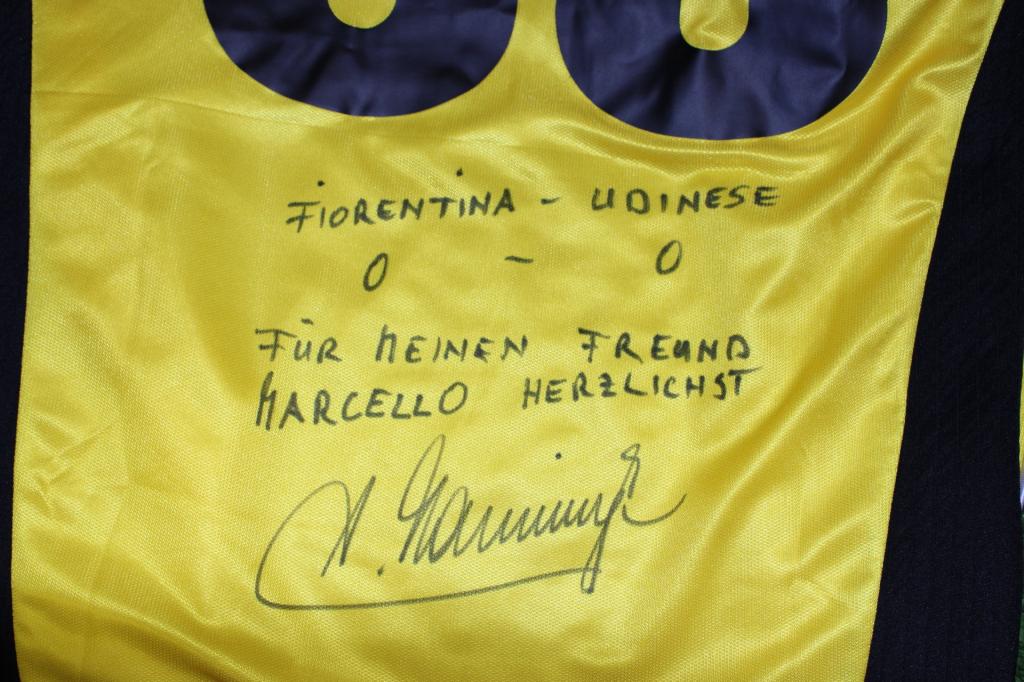 FIORENTINA - UDINESE
0 - 0
FÜR MEINEN FREUND
MARCELLO HERZLICHST